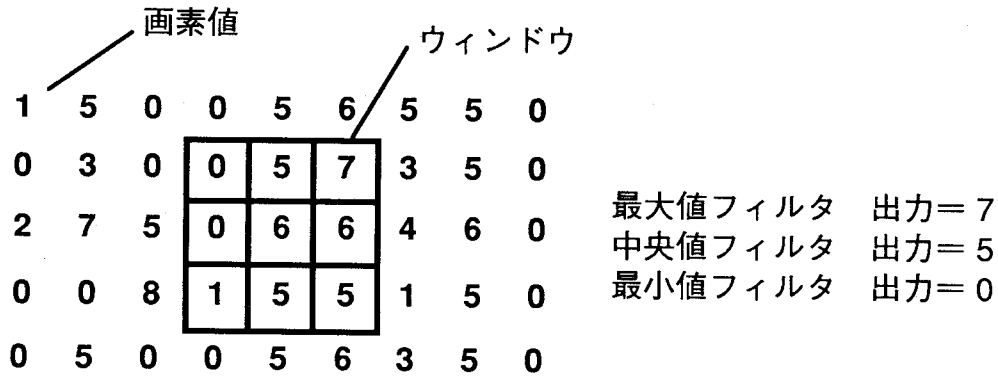 画素値
ウィンドウ
1 5 0 0 5 6 5 5 0
0 3 0 0 5 7 3 5 0
2 7 5 0 6 6 4 6 0
0 0 8 1 5 5 1 5 0
0 5 0 0 5 6 3 5 0
最大値フィルタ 出力=7
中央値フィルタ 出力=5
最小値フィルタ 出力=0